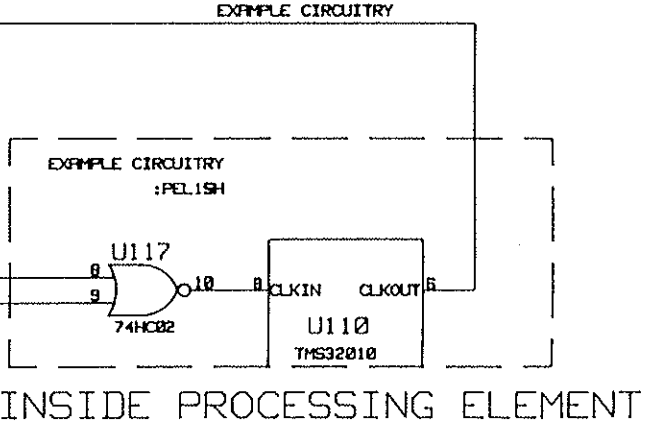 EXAMPLE CIRCUITRY
EXAMPLE CIRCUITRY
:PEL1SH
U117
8
9
10
8
CLKIN
CLKOUT
6
74HC02
U110
TMS32010
INSIDE PROCESSING ELEMENT